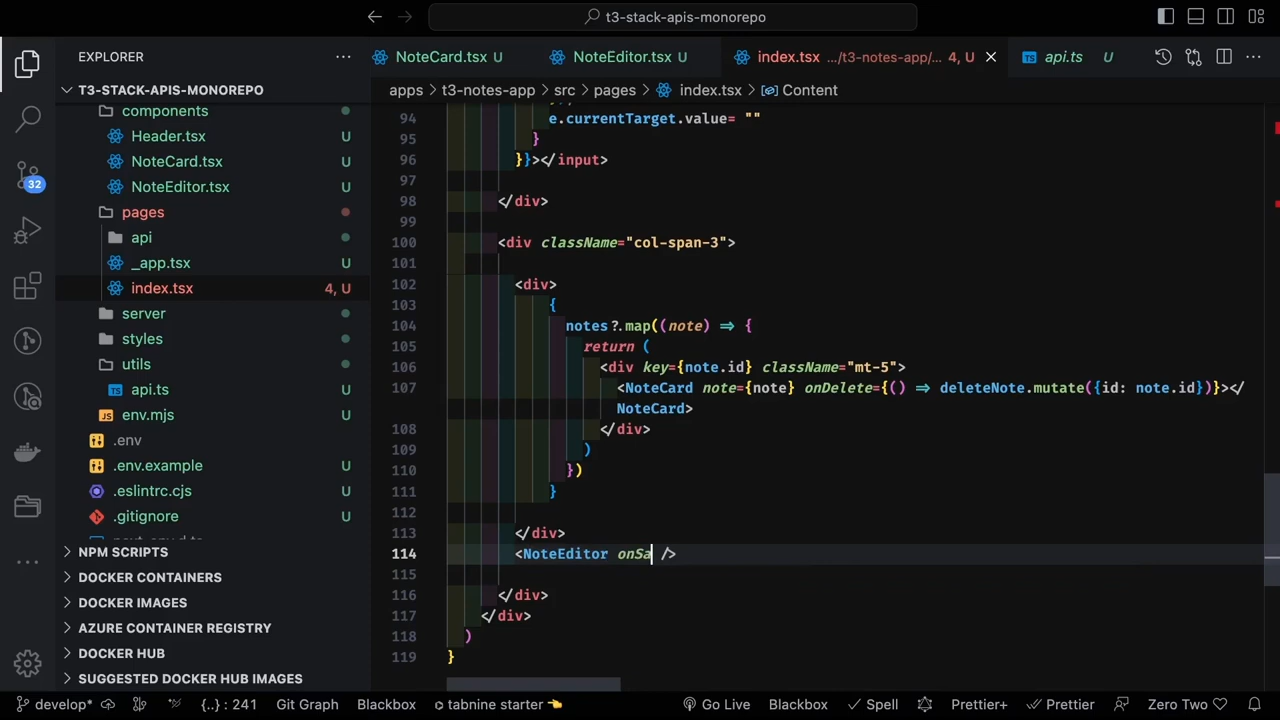 t3-stack-apis-monorepo
EXPLORER
T3-STACK-APIS-MONOREPO
components
Header.tsx U
NoteCard.tsx U
NoteEditor.tsx U
pages
api
_app.tsx U
index.tsx 4, U
server
styles
utils
api.ts U
env.mjs U
.env
.env.example U
.eslintrc.cjs U
.gitignore U
NPM SCRIPTS
DOCKER CONTAINERS
DOCKER IMAGES
AZURE CONTAINER REGISTRY
DOCKER HUB
SUGGESTED DOCKER HUB IMAGES
32
NoteCard.tsx U
NoteEditor.tsx U
index.tsx .../t3-notes-app/... 4, U
api.ts U
apps > t3-notes-app > src > pages > index.tsx > Content
94 e.currentTarget.value= ""
95 }
96 }}></input>
97
98 </div>
99
100 <div className="col-span-3">
101
102 <div>
103 {
104 notes?.map((note) => {
105 return (
106 <div key={note.id} className="mt-5">
107 <NoteCard note={note} onDelete={() => deleteNote.mutate({id: note.id})}></
NoteCard>
108 </div>
109 )
110 })
111 }
112
113 </div>
114 <NoteEditor onSa />
115
116 </div>
117 </div>
118 )
119 }
develop* {..} : 241 Git Graph Blackbox tabnine starter Go Live Blackbox Spell Prettier+ Prettier Zero Two